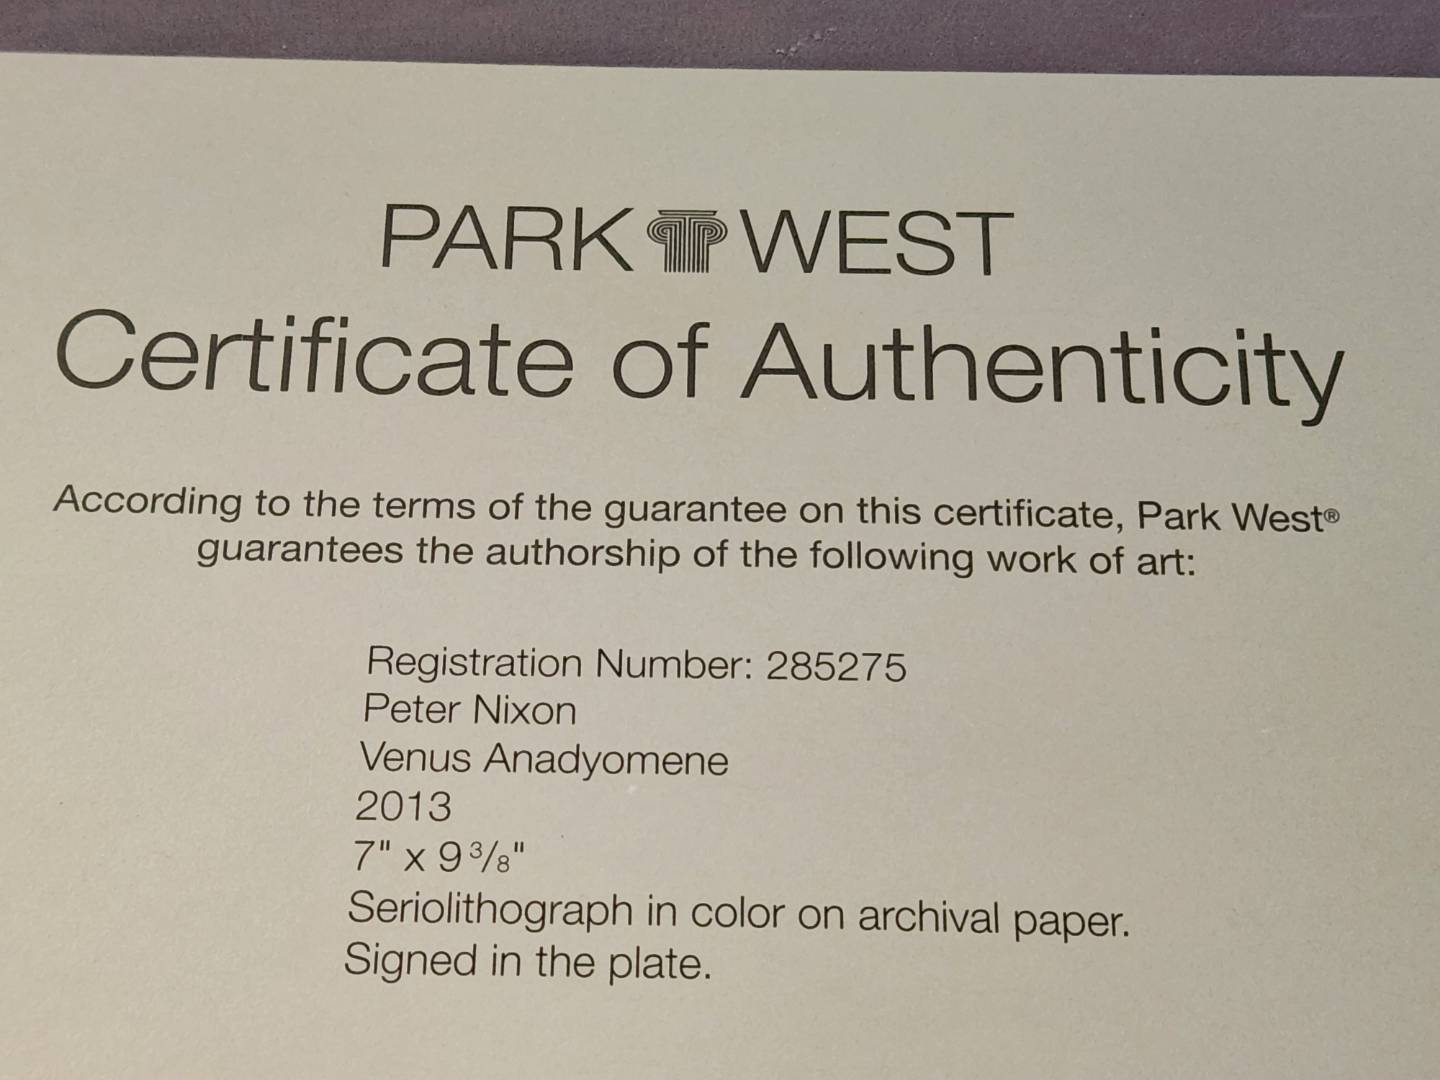 PARK WEST
Certificate of Authenticity
According to the terms of the guarantee on this certificate, Park West®
guarantees the authorship of the following work of art:
Registration Number: 285275
Peter Nixon
Venus Anadyomene
2013
7" x 9 3/8"
Seriolithograph in color on archival paper.
Signed in the plate.